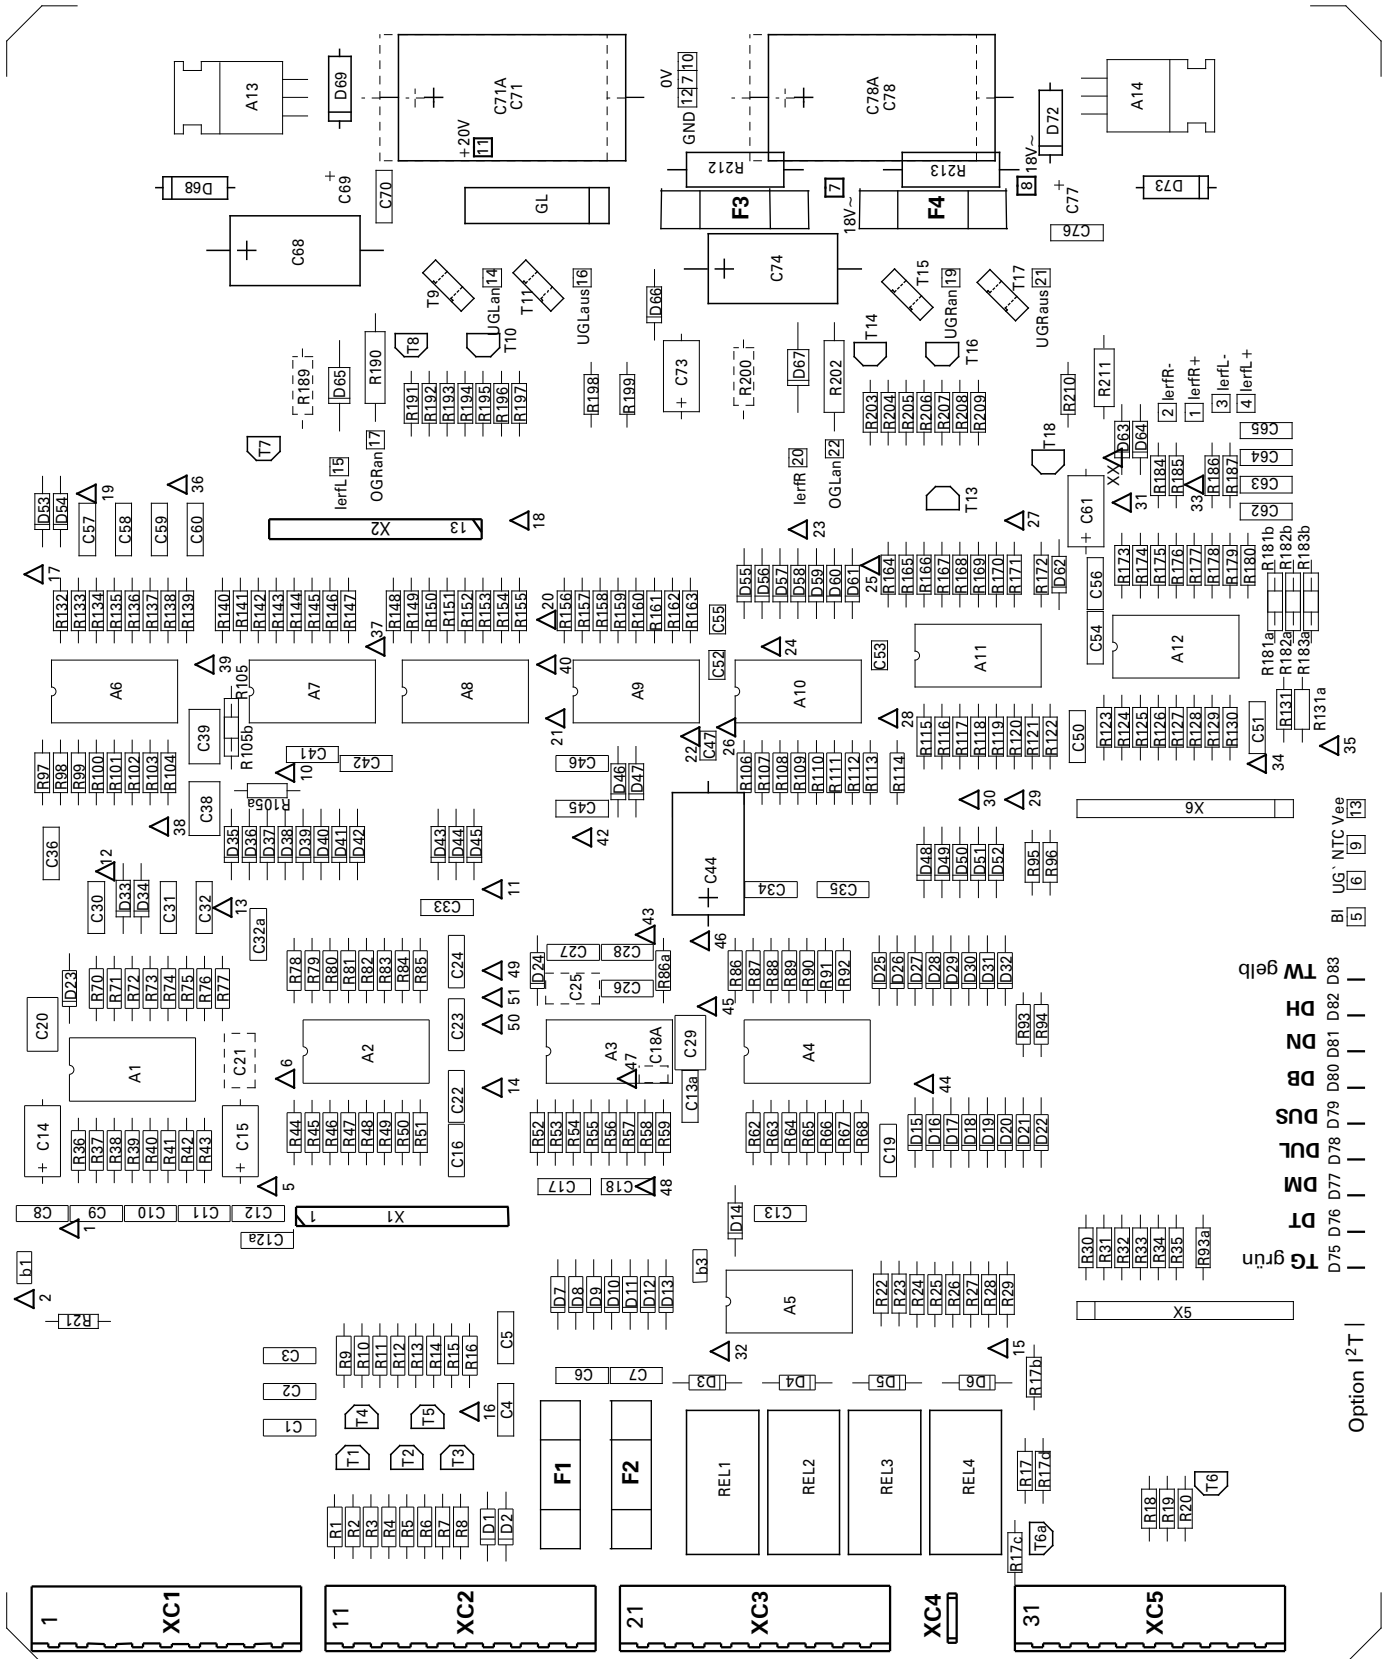 A13
D69
C71A
C71
+20V
11
0V
10
7
12
GND
C78A
C78
D72
A14
R212
R213
18V~
8
7
18V~
D68
C69
C70
GL
F3
F4
C77
C76
D73
C68
C74
T9
UGLan 14
T11
UGLaus 16
D66
T15
UGRan 19
T17
UGRaus 21
T8
T10
T14
T16
R189
D65
R190
R191
R192
R193
R194
R195
R196
R197
R198
R199
C73
R200
D67
R202
R203
R204
R205
R206
R207
R208
R209
R210
R211
IerfR-
2
IerfR+
1
IerfL-
3
IerfL+
4
T7
IerfL 15
OGRan 17
IerfR 20
OGLan 22
T18
D63
D64
XX
C65
C64
C63
C62
R184
R185
R186
R187
33
D53
D54
19
36
C57
C58
C59
C60
X2
13
18
23
T13
27
C61
31
17
25
R132
R133
R134
R135
R136
R137
R138
R139
R140
R141
R142
R143
R144
R145
R146
R147
R148
R149
R150
R151
R152
R153
R154
R155
20
R156
R157
R158
R159
R160
R161
R162
R163
C55
D55
D56
D57
D58
D59
D60
D61
R164
R165
R166
R167
R168
R169
R170
R171
R172
D62
C56
R173
R174
R175
R176
R177
R178
R179
R180
R181b
R182b
R183b
37
39
40
24
C52
C53
C54
A6
R105
A7
A8
A9
A10
A11
A12
R181a
R182a
R183a
R131
R131a
C39
R105b
21
22
C47
26
28
R115
R116
R117
R118
R119
R120
R121
R122
C50
R123
R124
R125
R126
R127
R128
R129
R130
C51
34
35
R97
R98
R99
R100
R101
R102
R103
R104
C41
C42
10
C46
D46
D47
C45
R106
R107
R108
R109
R110
R111
R112
R113
R114
C38
R105a
30
29
X6
38
42
C36
D35
D36
D37
D38
D39
D40
D41
D42
D43
D44
D45
C44
D48
D49
D50
D51
D52
R95
R96
Vee 13
NTC 9
UG` 6
BI 5
12
C30
D33
D34
C31
C32
13
C32a
11
C33
C34
C35
43
46
R78
R79
R80
R81
R82
R83
R84
R85
C24
49
D24
C27
C28
C25
C26
R86a
R86
R87
R88
R89
R90
R91
R92
D25
D26
D27
D28
D29
D30
D31
D32
C20
D23
R70
R71
R72
R73
R74
R75
R76
R77
51
50
45
R93
R94
C23
A1
C21
6
A2
A3
C18A
47
C29
A4
C13a
14
44
C22
C14
C15
R36
R37
R38
R39
R40
R41
R42
R43
R44
R45
R46
R47
R48
R49
R50
R51
C16
R52
R53
R54
R55
R56
R57
R58
R59
R62
R63
R64
R65
R66
R67
R68
C19
D15
D16
D17
D18
D19
D20
D21
D22
5
C17
C18
48
C8
C9
C10
C11
C12
1
C12a
1
X1
D14
C13
TW gelb D83
DH D82
DN D81
DB D80
DUS D79
DUL D78
DM D77
DT D76
TG grün D75
R30
R31
R32
R33
R34
R35
R93a
b1
2
R21
D7
D8
D9
D10
D11
D12
D13
b3
A5
R22
R23
R24
R25
R26
R27
R28
R29
X5
Option I²T
C3
C2
C1
R9
R10
R11
R12
R13
R14
R15
R16
C5
C6
C7
32
15
D3
D4
D5
D6
R17b
T4
T5
16
C4
T1
T2
T3
F1
F2
REL1
REL2
REL3
REL4
R17
R17d
T6
R18
R19
R20
R1
R2
R3
R4
R5
R6
R7
R8
D1
D2
R17c
T6a
1
XC1
11
XC2
21
XC3
XC4
31
XC5